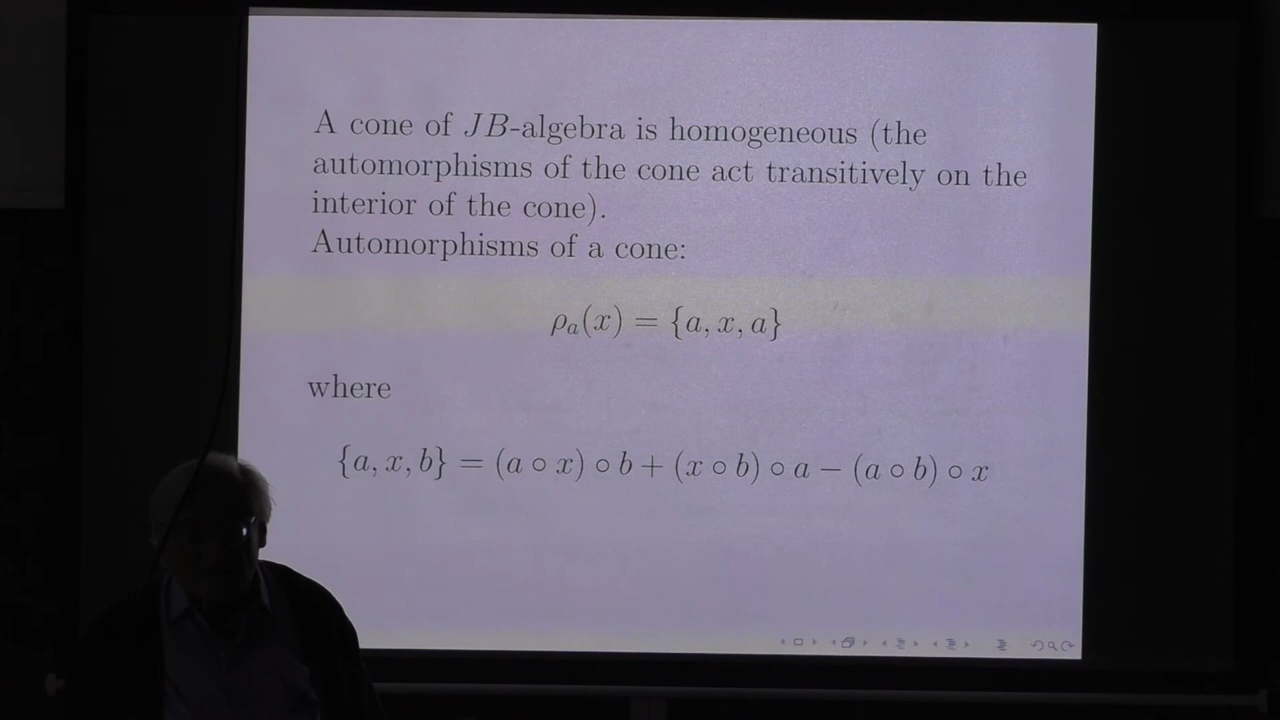 A cone of JB-algebra is homogeneous (the
automorphisms of the cone act transitively on the
interior of the cone).
Automorphisms of a cone:
ρₐ(x) = {a, x, a}
where
{a, x, b} = (a ∘ x) ∘ b + (x ∘ b) ∘ a − (a ∘ b) ∘ x